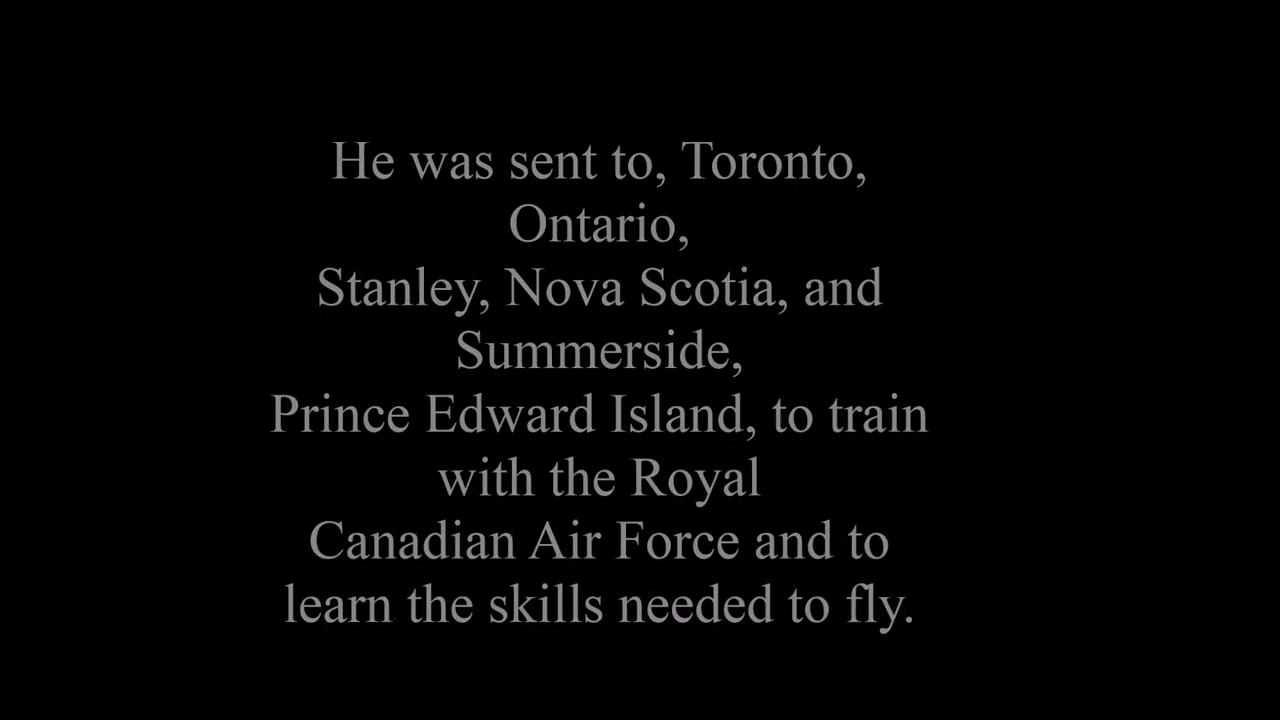 He was sent to, Toronto,
Ontario,
Stanley, Nova Scotia, and
Summerside,
Prince Edward Island, to train
with the Royal
Canadian Air Force and to
learn the skills needed to fly.